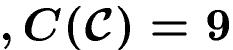 , C(𝓒) = 9